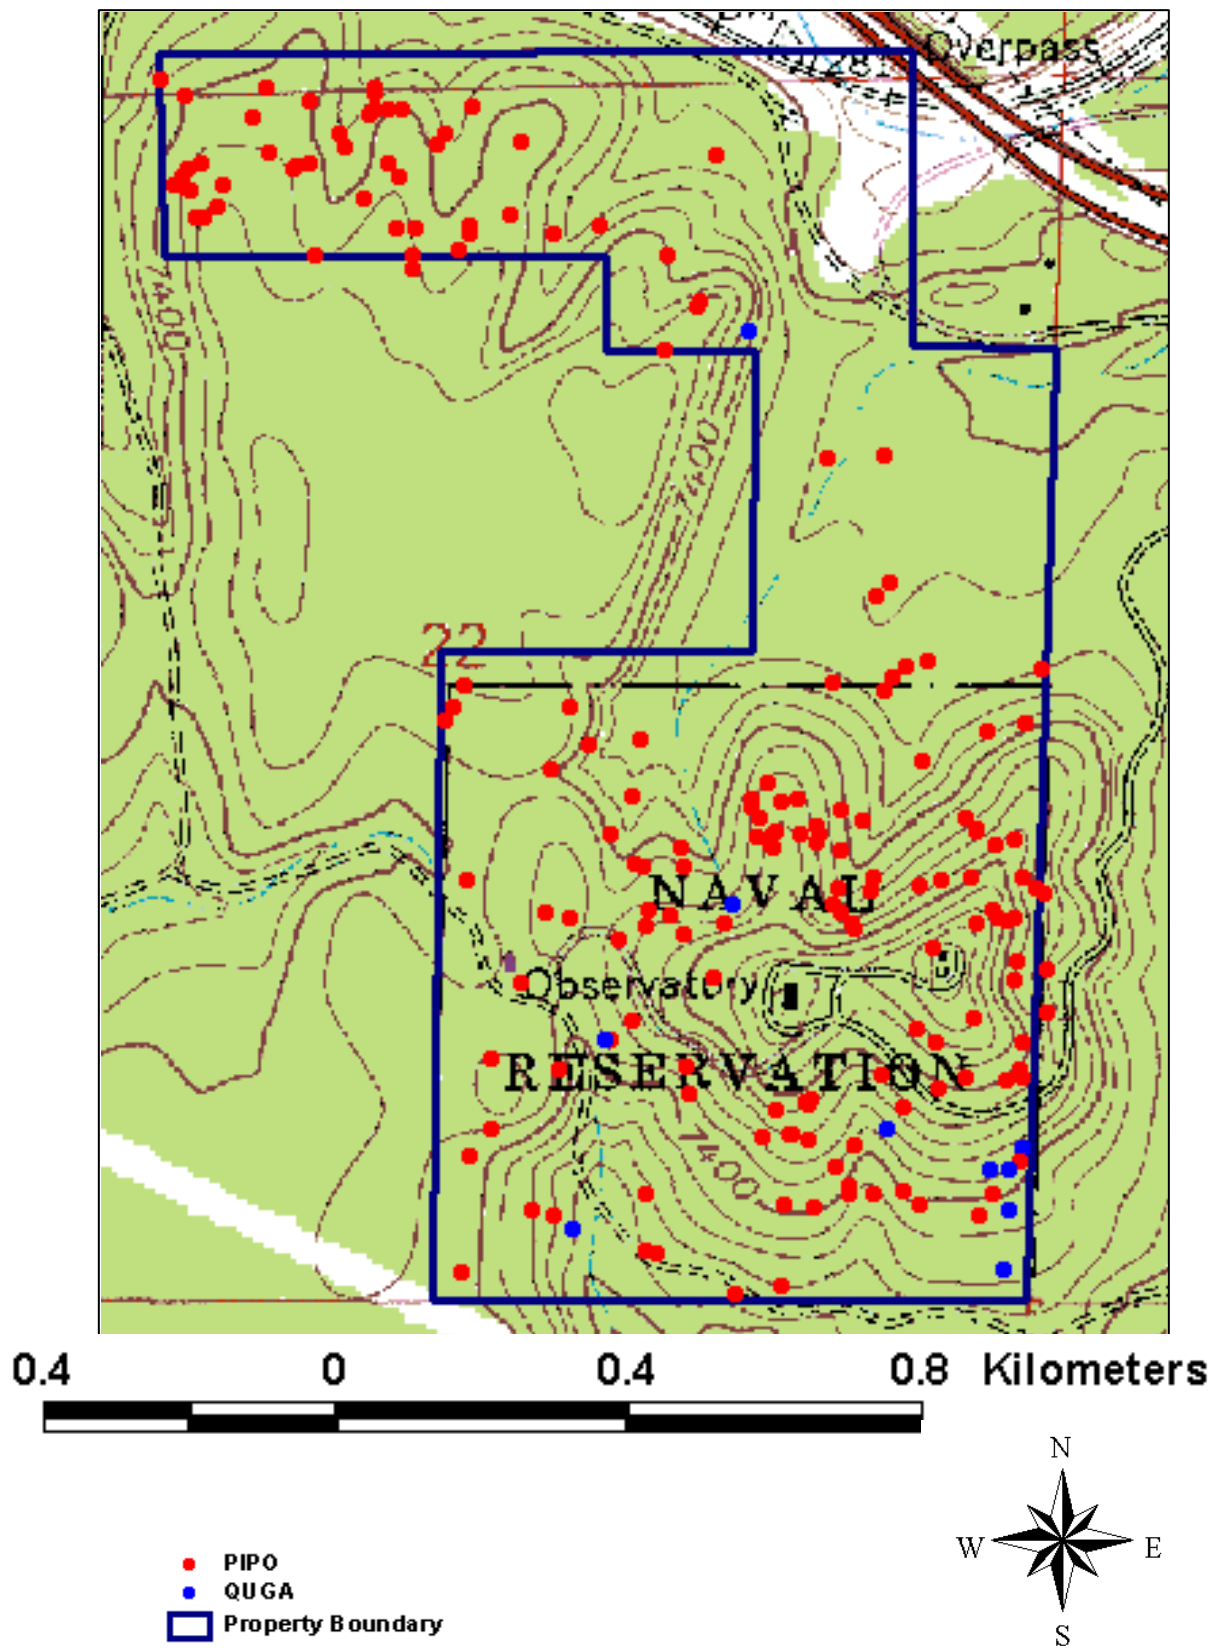 Overpass
7400
7400
22
NAVAL
Observatory
RESERVATION
7400
0.4 0 0.4 0.8 Kilometers
N
W E
S
PIPO
QUGA
Property Boundary